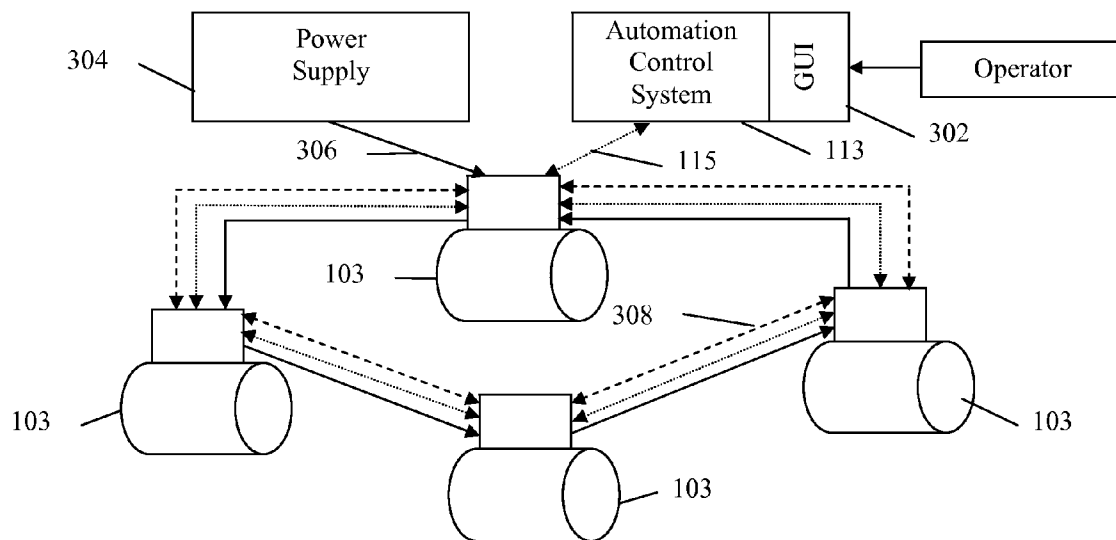 304
Power
Supply
Automation
Control
System
GUI
Operator
306
115
113
302
103
308
103
103
103